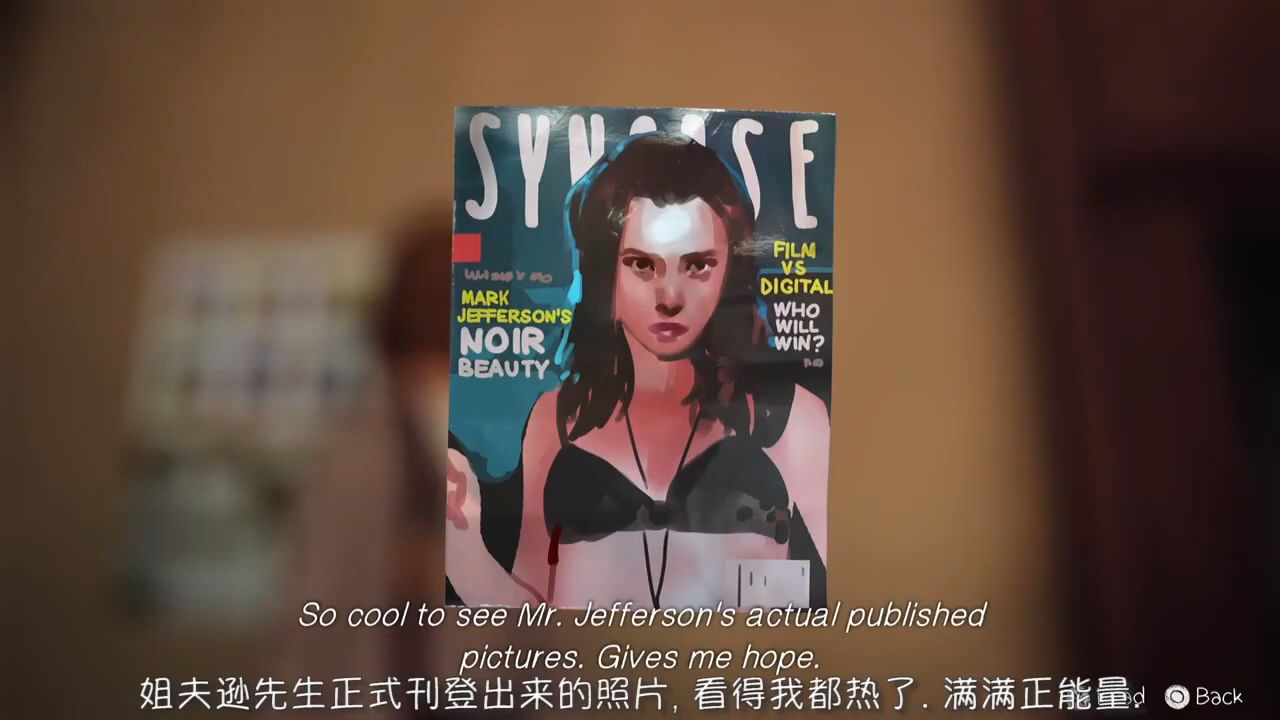 SYN
SE
MARK
JEFFERSON'S
NOIR
BEAUTY
FILM
VS
DIGITAL
WHO
WILL
WIN?
So cool to see Mr. Jefferson's actual published
pictures. Gives me hope.
姐夫逊先生正式刊登出来的照片, 看得我都热了. 满满正能量.
Back